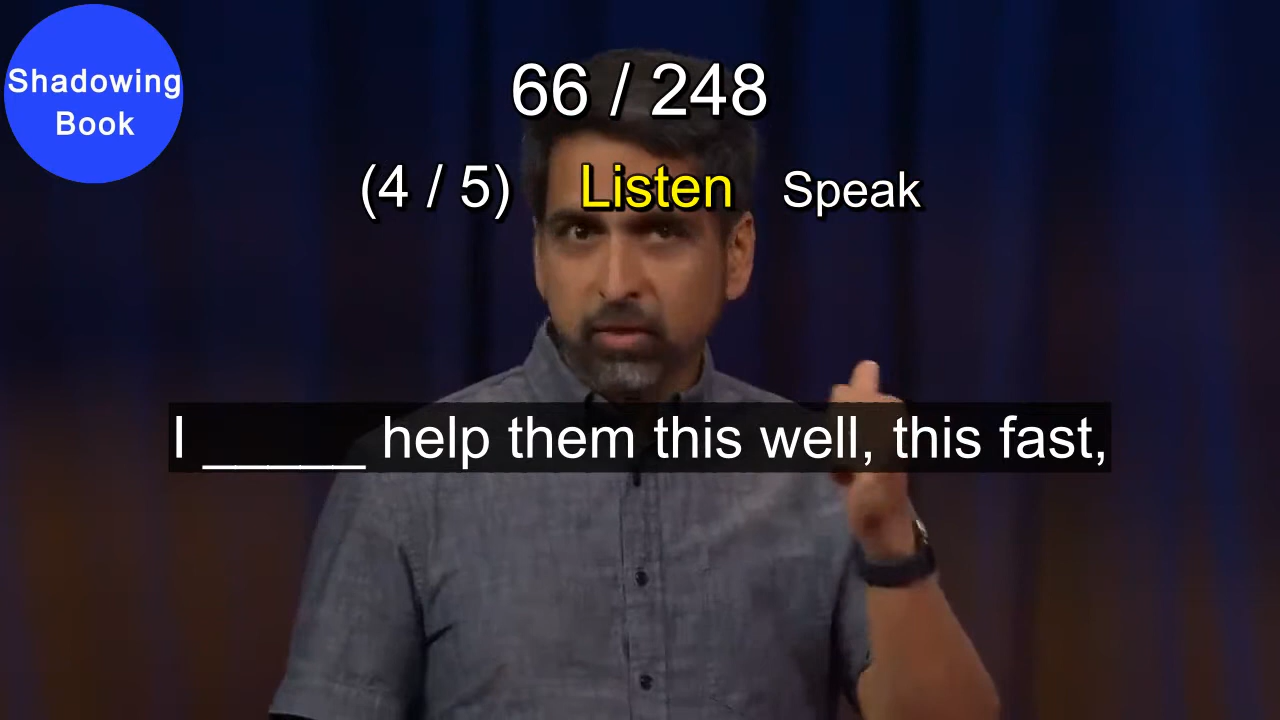 Shadowing
Book
66 / 248
(4 / 5) Listen Speak
I _____ help them this well, this fast,